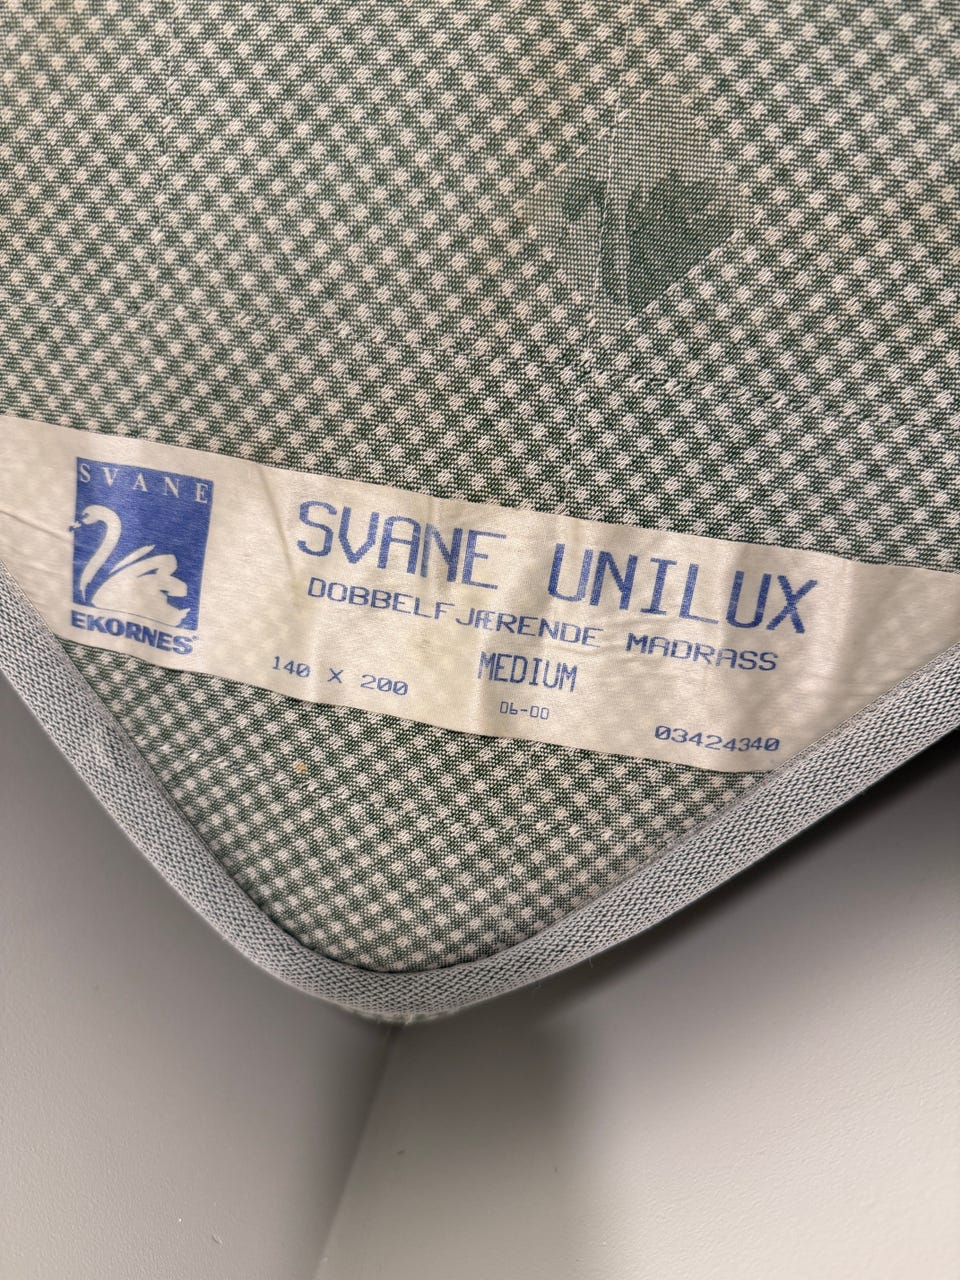 SVANE
EKORNES®
SVANE UNILUX
DOBBELFJÆRENDE MADRASS
140 X 200
MEDIUM
06-00
03424340